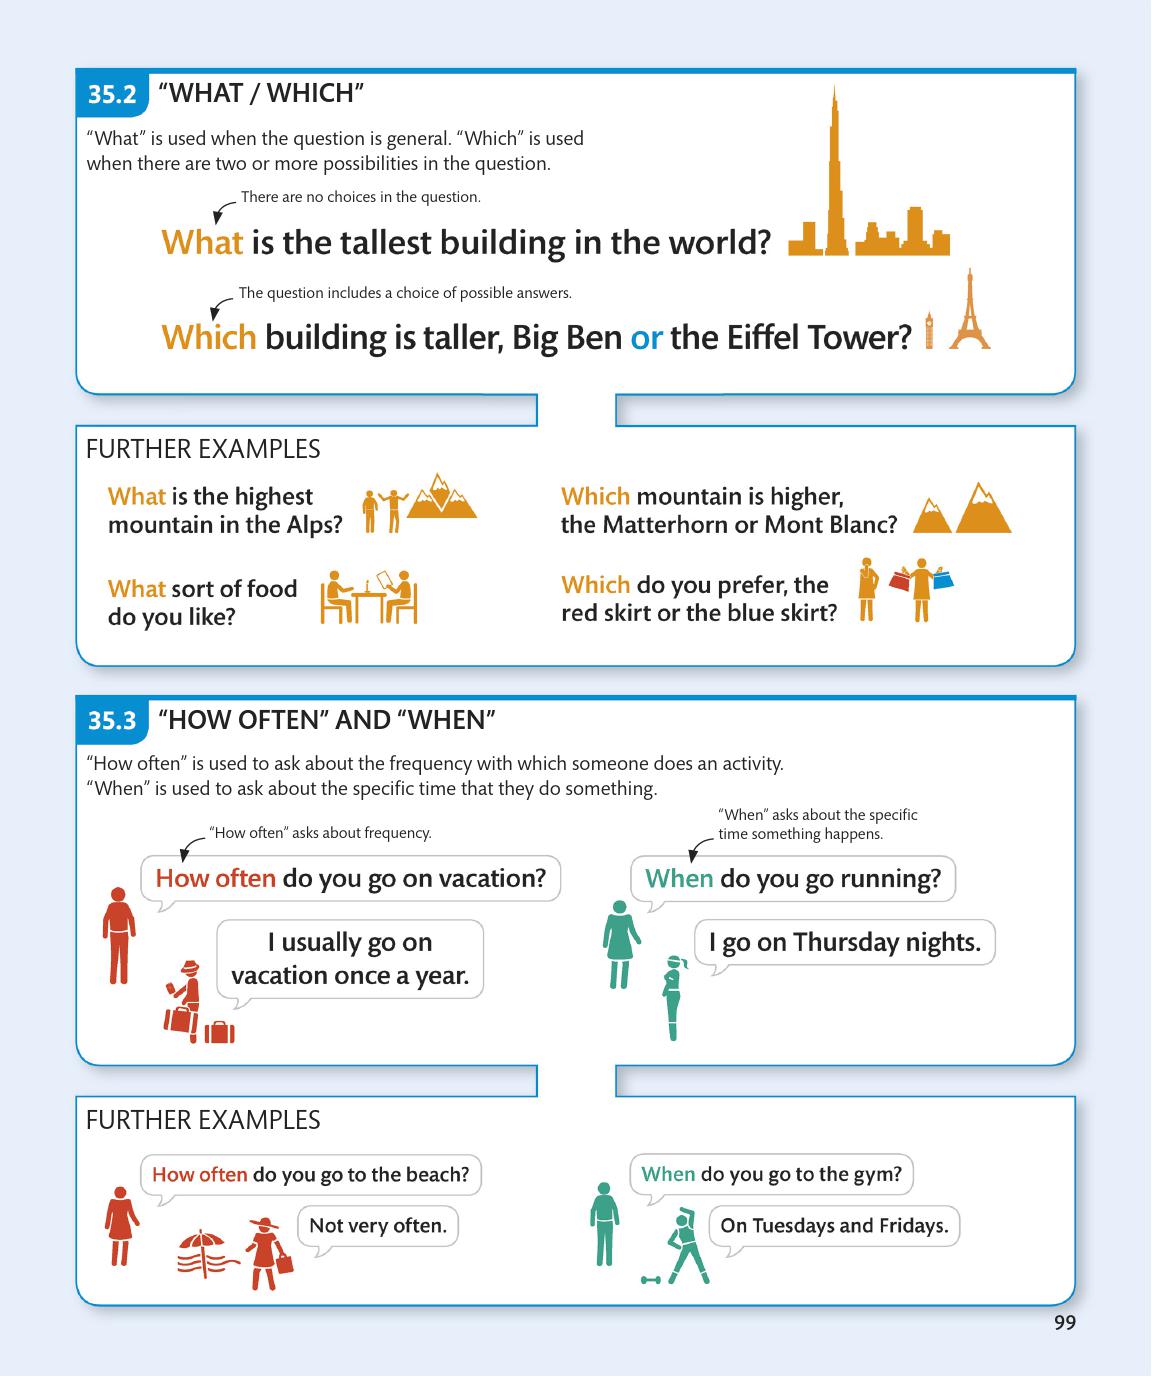 35.2 “WHAT / WHICH”
“What” is used when the question is general. “Which” is used
when there are two or more possibilities in the question.
There are no choices in the question.
What is the tallest building in the world?
The question includes a choice of possible answers.
Which building is taller, Big Ben or the Eiffel Tower?
FURTHER EXAMPLES
What is the highest
mountain in the Alps?
Which mountain is higher,
the Matterhorn or Mont Blanc?
What sort of food
do you like?
Which do you prefer, the
red skirt or the blue skirt?
35.3 “HOW OFTEN” AND “WHEN”
“How often” is used to ask about the frequency with which someone does an activity.
“When” is used to ask about the specific time that they do something.
“How often” asks about frequency.
How often do you go on vacation?
I usually go on
vacation once a year.
“When” asks about the specific
time something happens.
When do you go running?
I go on Thursday nights.
FURTHER EXAMPLES
How often do you go to the beach?
Not very often.
When do you go to the gym?
On Tuesdays and Fridays.
99